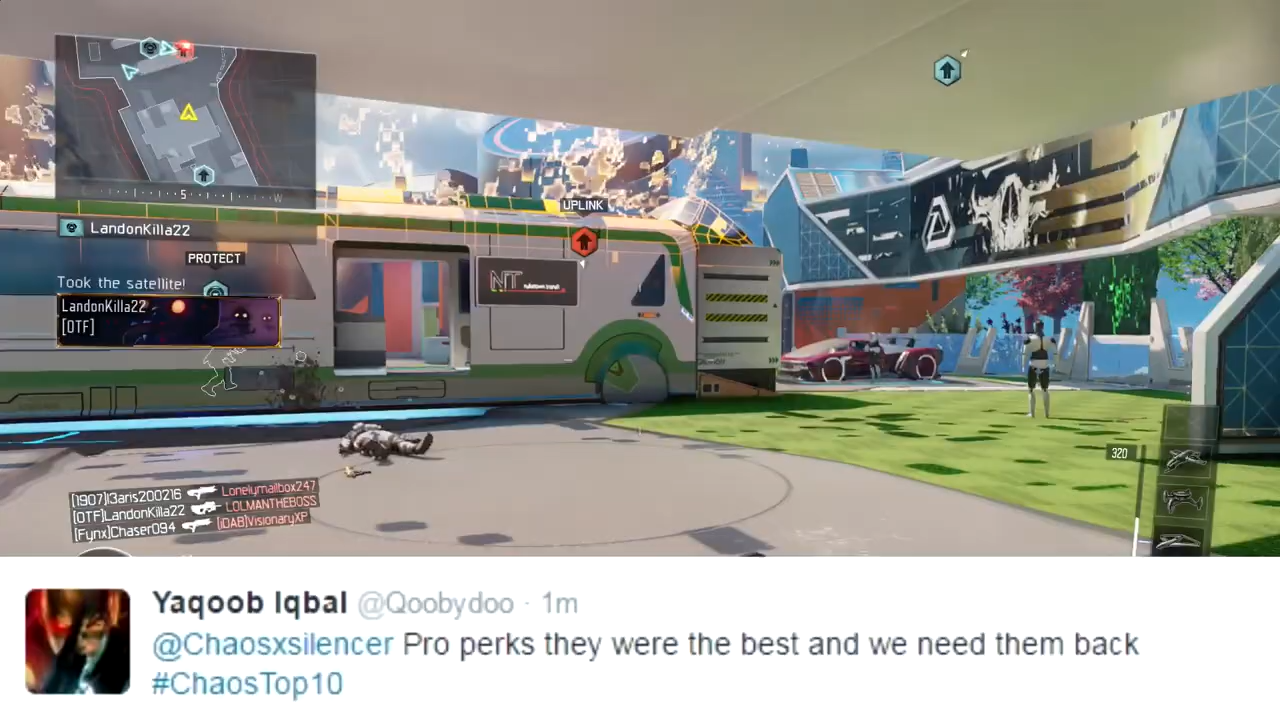 S
W
UPLINK
LandonKilla22
PROTECT
Took the satellite!
LandonKilla22
[OTF]
NT
320
[1907]I3aris200216 Lonelymailbox247
[OTF]LandonKilla22 LOLMANTHEBOSS
[Fynx]Chaser094 [iDAB]VisionaryXP
Yaqoob Iqbal @Qoobydoo · 1m
@Chaosxsilencer Pro perks they were the best and we need them back
#ChaosTop10